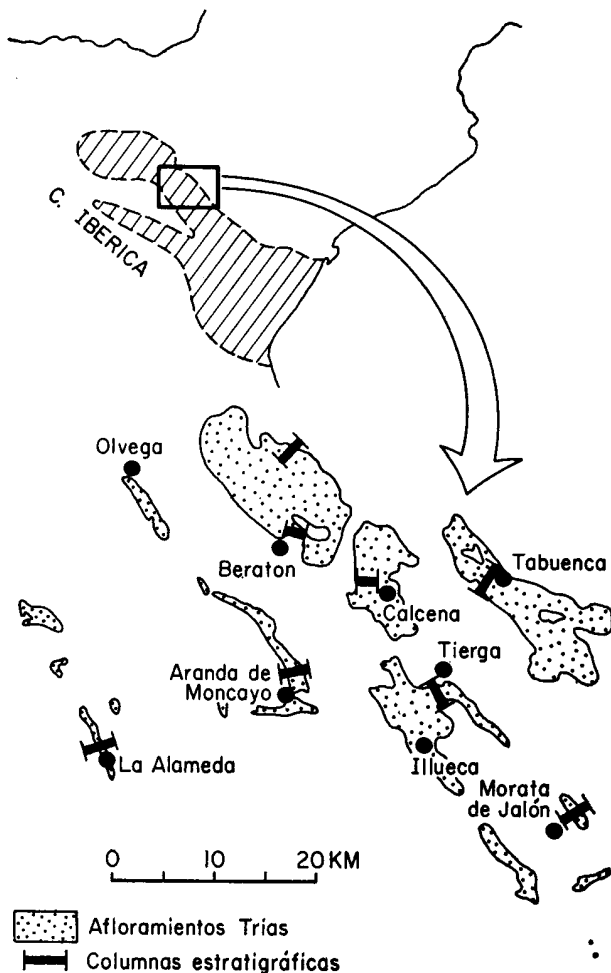 C. IBERICA
Olvega
Beraton
Tabuenca
Calcena
Tierga
Aranda de
Moncayo
La Alameda
Illueca
Morata
de Jalón
0 10 20 KM
Afloramientos Trías
Columnas estratigráficas